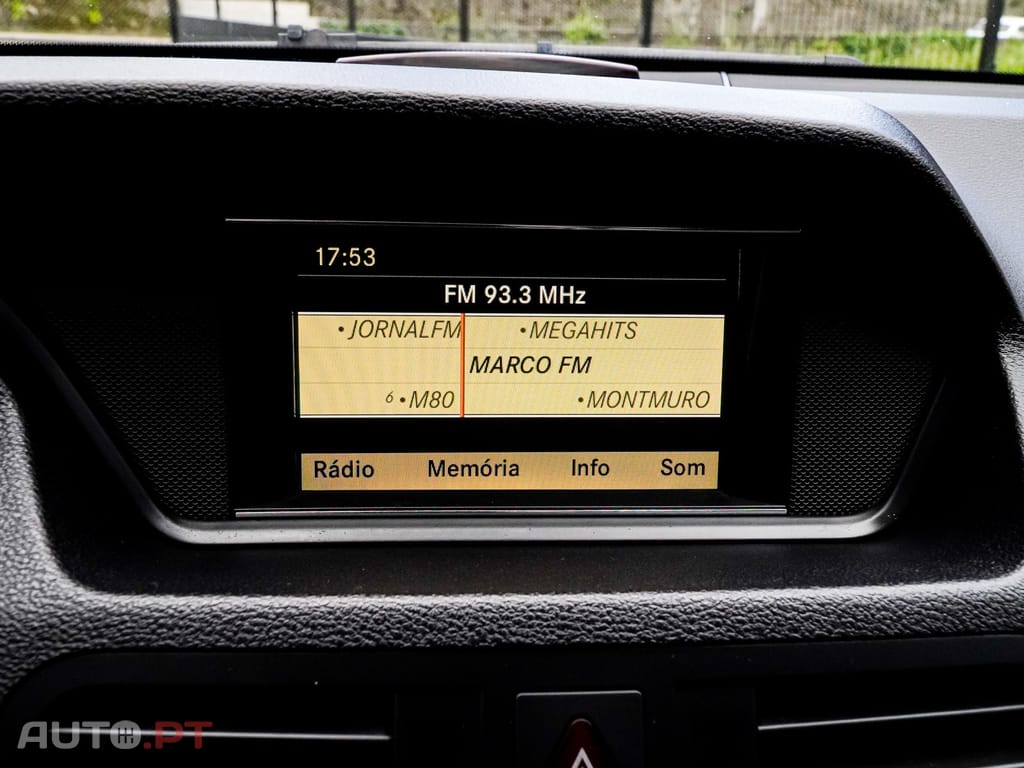 17:53
FM 93.3 MHz
•JORNALFM •MEGAHITS
MARCO FM
6 •M80 •MONTMURO
Rádio Memória Info Som
AUTO.PT